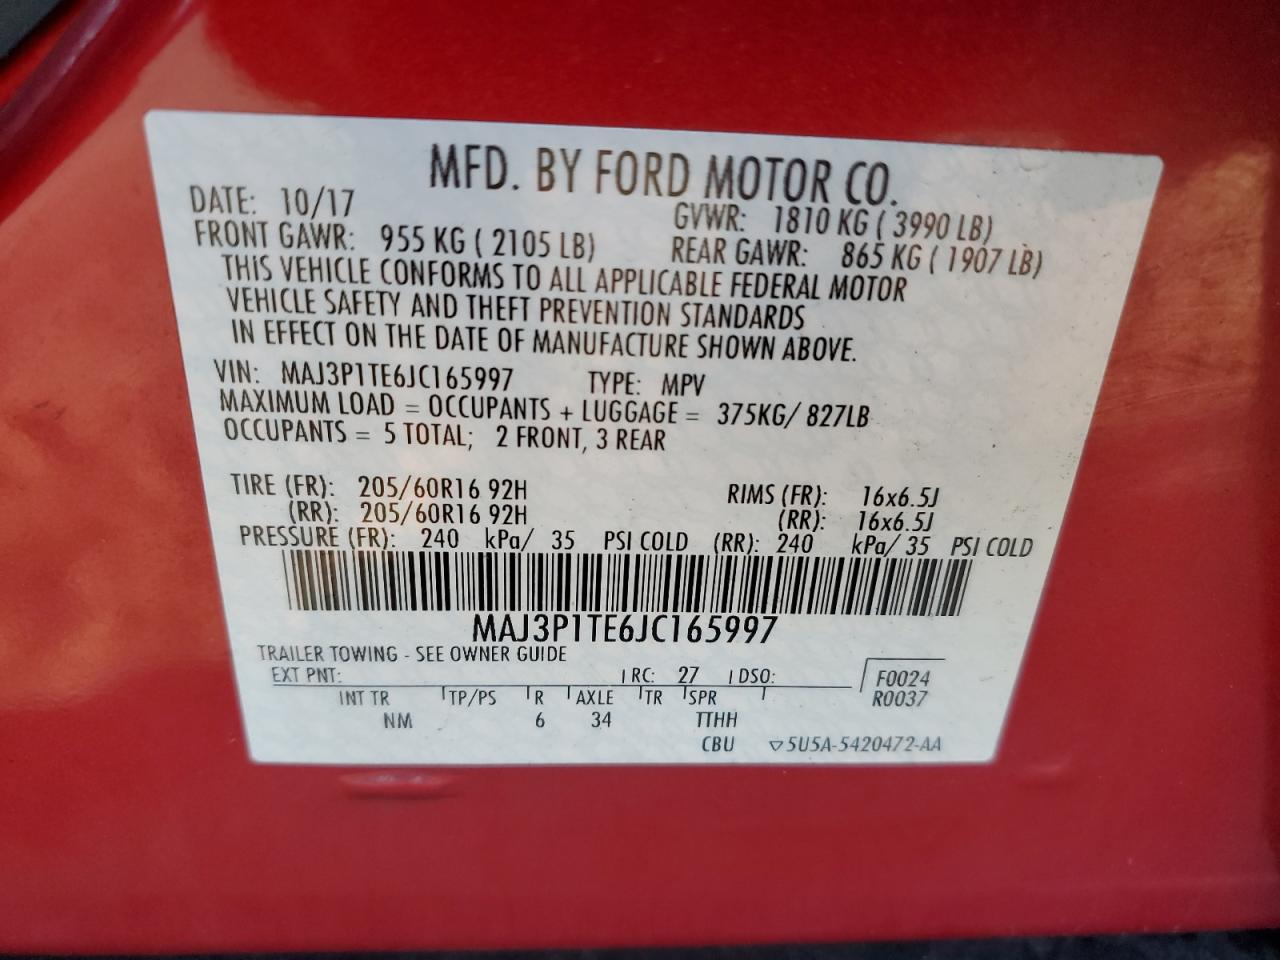 MFD. BY FORD MOTOR CO.
DATE: 10/17 GVWR: 1810 KG ( 3990 LB)
FRONT GAWR: 955 KG ( 2105 LB) REAR GAWR: 865 KG ( 1907 LB)
THIS VEHICLE CONFORMS TO ALL APPLICABLE FEDERAL MOTOR
VEHICLE SAFETY AND THEFT PREVENTION STANDARDS
IN EFFECT ON THE DATE OF MANUFACTURE SHOWN ABOVE.
VIN: MAJ3P1TE6JC165997 TYPE: MPV
MAXIMUM LOAD = OCCUPANTS + LUGGAGE = 375KG/ 827LB
OCCUPANTS = 5 TOTAL; 2 FRONT, 3 REAR
TIRE (FR): 205/60R16 92H RIMS (FR): 16x6.5J
(RR): 205/60R16 92H (RR): 16x6.5J
PRESSURE (FR): 240 kPa/ 35 PSI COLD (RR): 240 kPa/ 35 PSI COLD
MAJ3P1TE6JC165997
TRAILER TOWING - SEE OWNER GUIDE
EXT PNT: RC: 27 DSO: F0024
INT TR TP/PS R AXLE TR SPR R0037
NM 6 34 TTHH
CBU ▽5U5A-5420472-AA